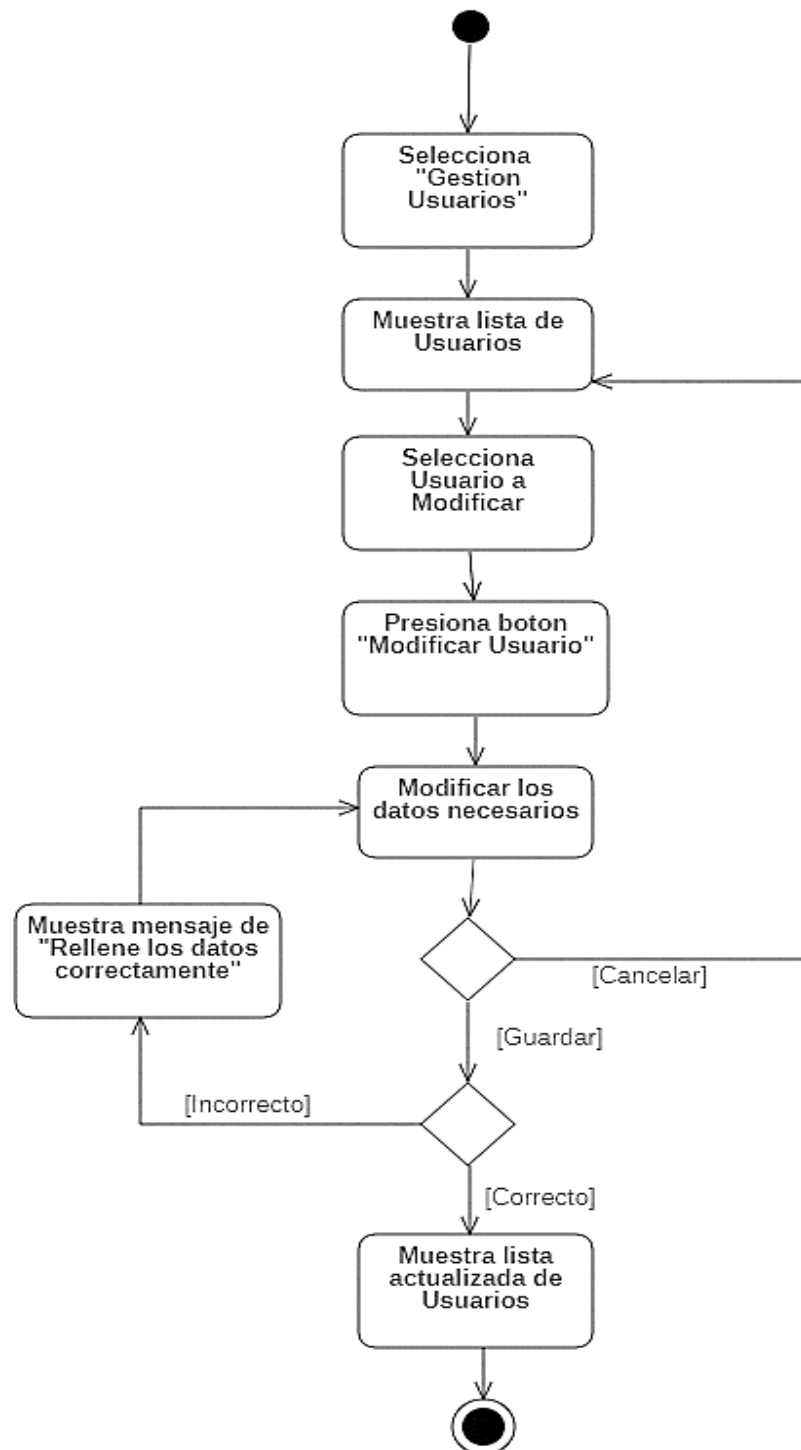 Selecciona
"Gestion
Usuarios"
Muestra lista de
Usuarios
Selecciona
Usuario a
Modificar
Presiona boton
"Modificar Usuario"
Modificar los
datos necesarios
Muestra mensaje de
"Rellene los datos
correctamente"
[Cancelar]
[Guardar]
[Incorrecto]
[Correcto]
Muestra lista
actualizada de
Usuarios